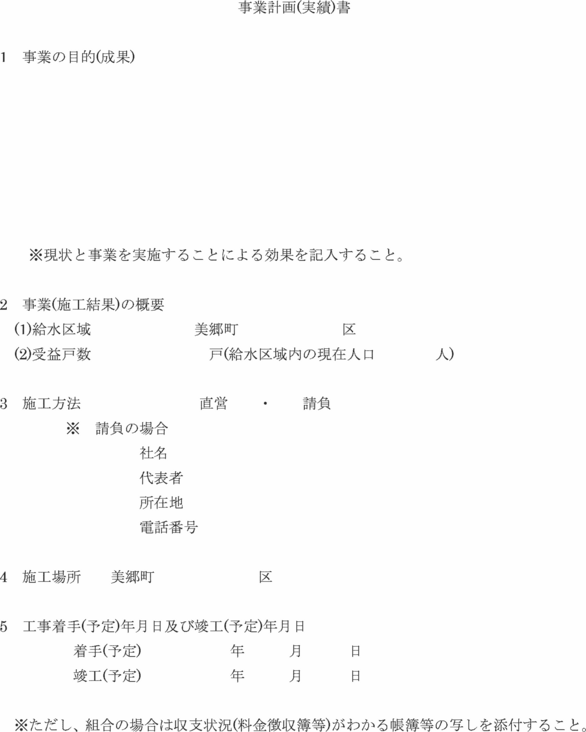 事業計画(実績)書
1　事業の目的(成果)
※現状と事業を実施することによる効果を記入すること。
2　事業(施工結果)の概要
(1)給水区域　　　　　　　美郷町　　　　　　　区
(2)受益戸数　　　　　　　　戸(給水区域内の現在人口　　　　人)
3　施工方法　　　　　　　　直営　　・　　請負
※　請負の場合
社名
代表者
所在地
電話番号
4　施工場所　　美郷町　　　　　　　区
5　工事着手(予定)年月日及び竣工(予定)年月日
着手(予定)　　　　　　年　　　月　　　日
竣工(予定)　　　　　　年　　　月　　　日
※ただし、組合の場合は収支状況(料金徴収簿等)がわかる帳簿等の写しを添付すること。